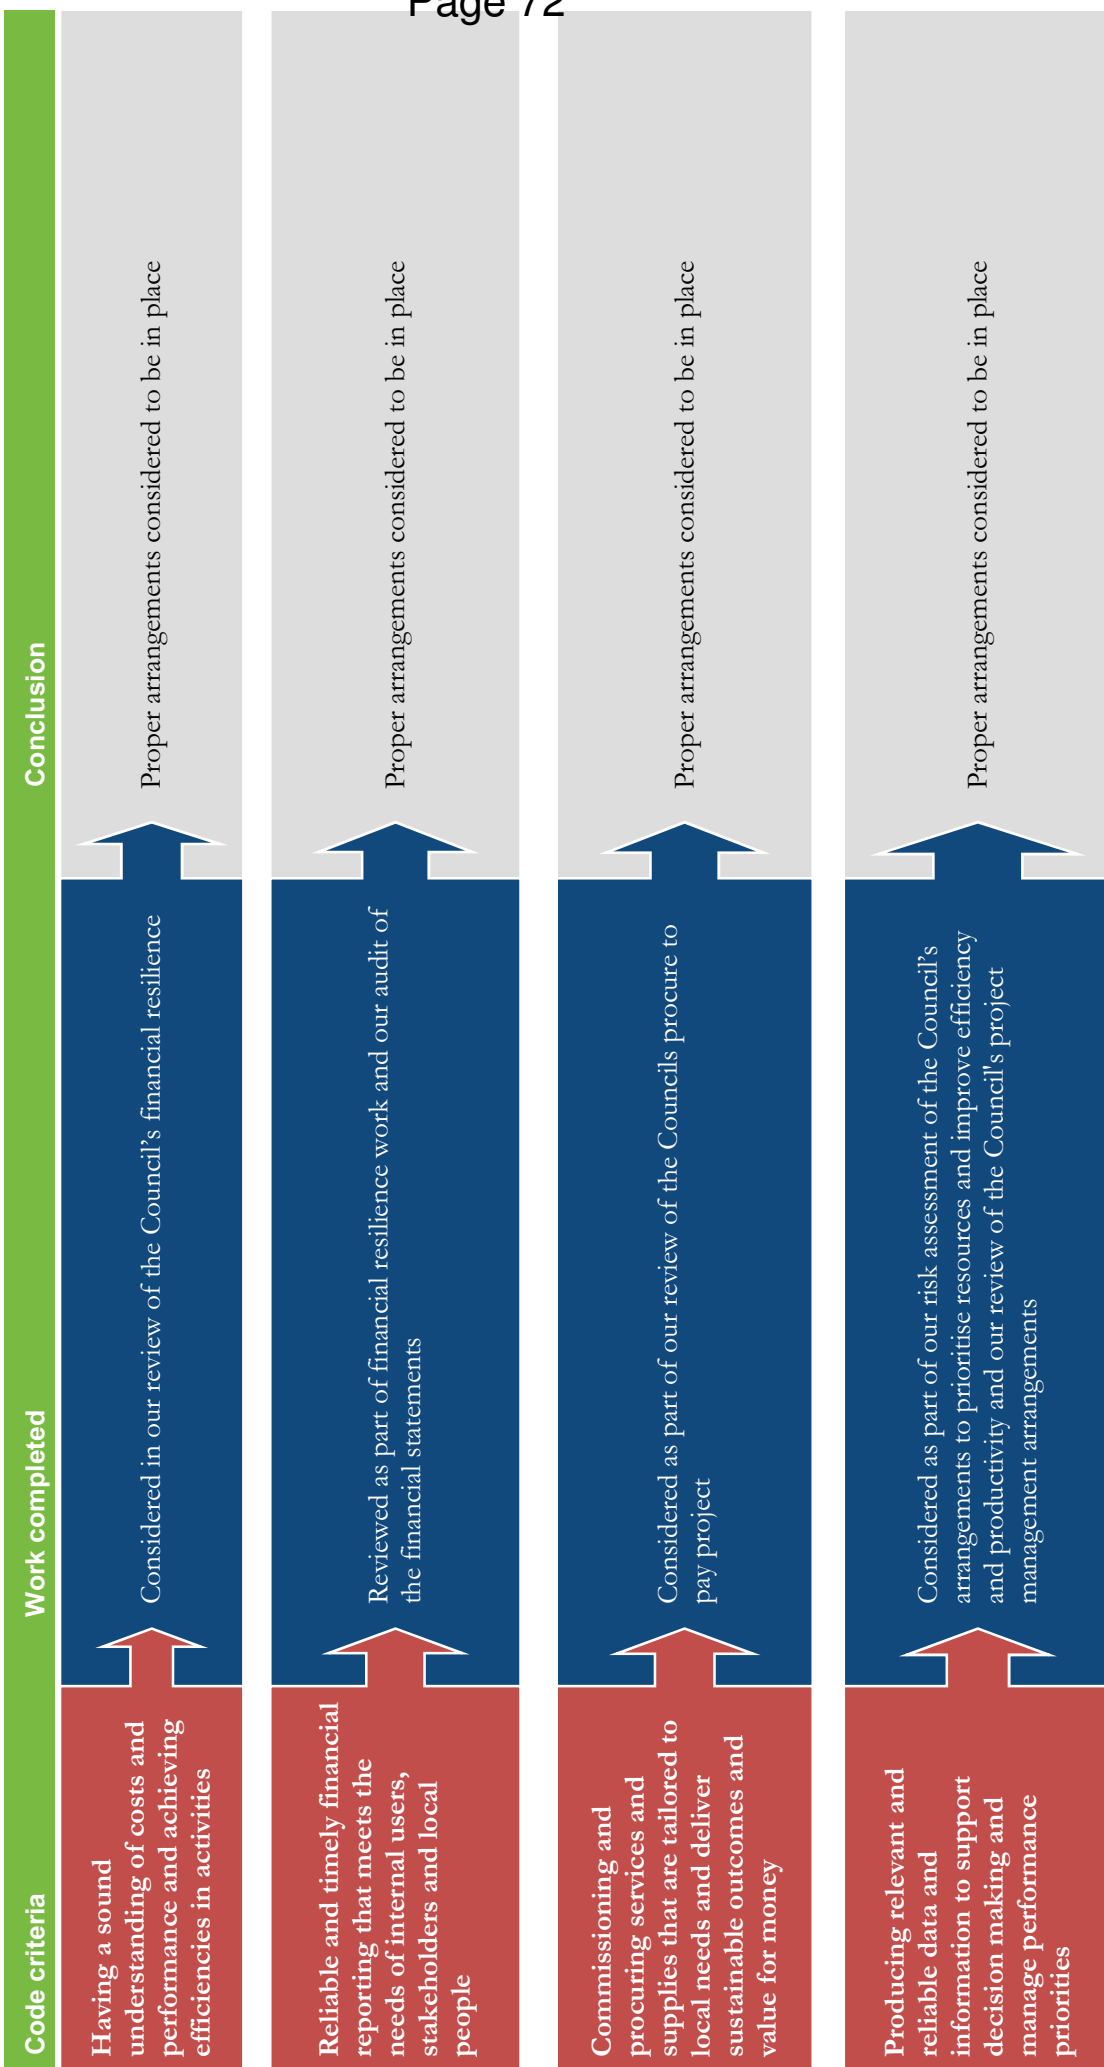 Page 72
Code criteria
Work completed
Conclusion
Having a sound
understanding of costs and
performance and achieving
efficiencies in activities
Considered in our review of the Council’s financial resilience
Proper arrangements considered to be in place
Reliable and timely financial
reporting that meets the
needs of internal users,
stakeholders and local
people
Reviewed as part of financial resilience work and our audit of
the financial statements
Proper arrangements considered to be in place
Commissioning and
procuring services and
supplies that are tailored to
local needs and deliver
sustainable outcomes and
value for money
Considered as part of our review of the Councils procure to
pay project
Proper arrangements considered to be in place
Producing relevant and
reliable data and
information to support
decision making and
manage performance
priorities
Considered as part of our risk assessment of the Council’s
arrangements to prioritise resources and improve efficiency
and productivity and our review of the Council's project
management arrangements
Proper arrangements considered to be in place